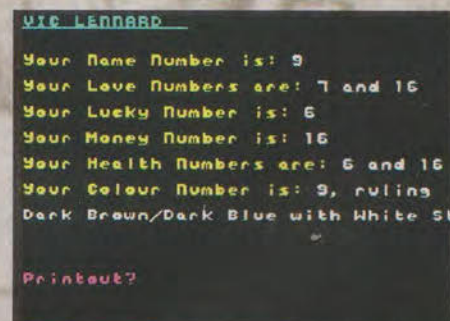 VIC LENNARD
Your Name Number is: 9
Your Love Numbers are: 7 and 16
Your Lucky Number is: 6
Your Money Number is: 16
Your Health Numbers are: 6 and 16
Your Colour Number is: 9, ruling
Dark Brown/Dark Blue with White
Printout?